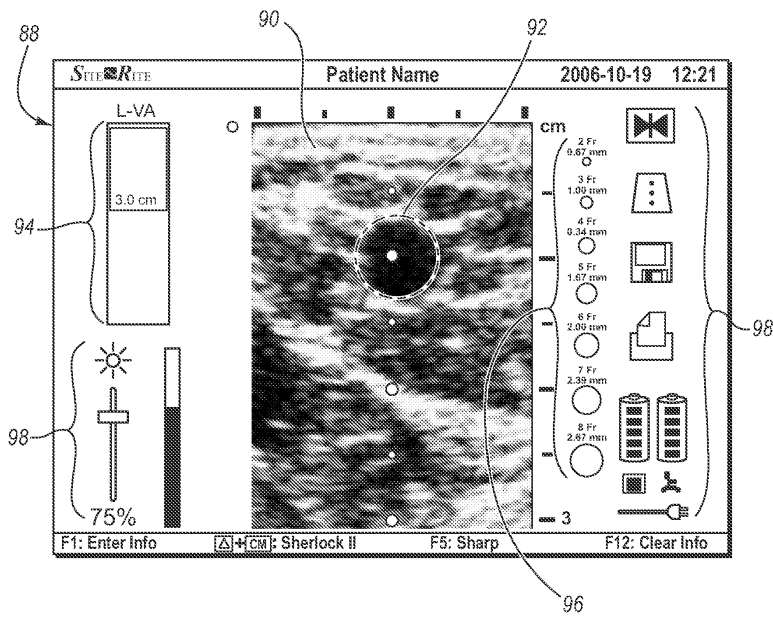 90
92
88
SITE RITE Patient Name 2006-10-19 12:21
L-VA
cm
2 Fr
0.67 mm
3 Fr
1.00 mm
3.0 cm
94
4 Fr
0.34 mm
5 Fr
1.67 mm
6 Fr
2.00 mm
98
7 Fr
2.39 mm
98
8 Fr
2.67 mm
75%
3
F1: Enter Info Δ+CM: Sherlock II F5: Sharp F12: Clear Info
96